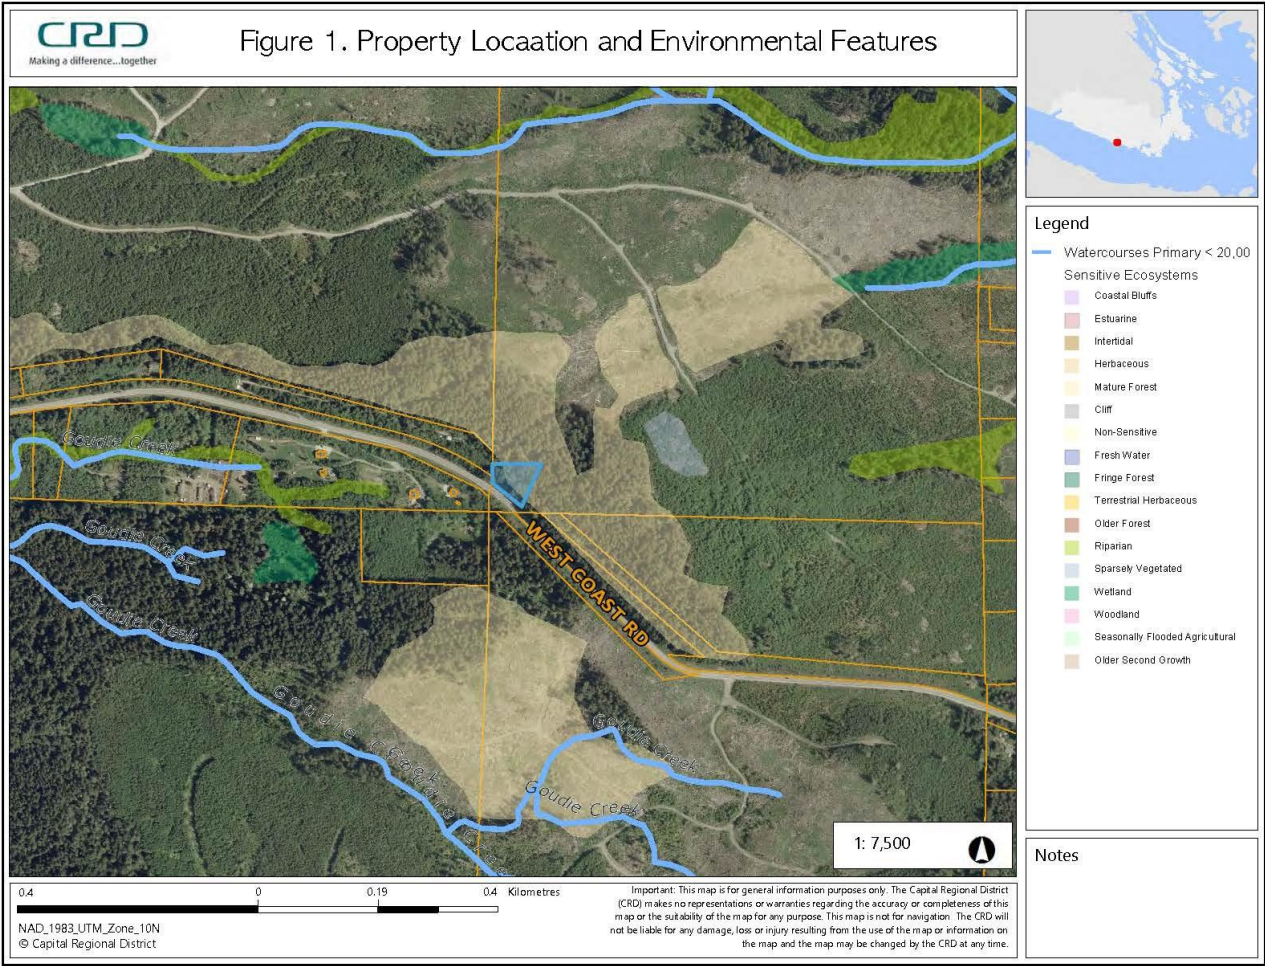 CRD
Making a difference...together
Figure 1. Property Locaation and Environmental Features
Goudie Creek
Goudie Creek
Goudie Creek
WEST COAST RD
Goudie Creek
Goudie Creek
Goudie Creek
Goudie Creek
1: 7,500
Legend
Watercourses Primary < 20,00
Sensitive Ecosystems
Coastal Bluffs
Estuarine
Intertidal
Herbaceous
Mature Forest
Cliff
Non-Sensitive
Fresh Water
Fringe Forest
Terrestrial Herbaceous
Older Forest
Riparian
Sparsely Vegetated
Wetland
Woodland
Seasonally Flooded Agricultural
Older Second Growth
Notes
0.4 0 0.19 0.4 Kilometres
NAD_1983_UTM_Zone_10N
© Capital Regional District
Important: This map is for general information purposes only. The Capital Regional District
(CRD) makes no representations or warranties regarding the accuracy or completeness of this
map or the suitability of the map for any purpose. This map is not for navigation. The CRD will
not be liable for any damage, loss or injury resulting from the use of the map or information on
the map and the map may be changed by the CRD at any time.